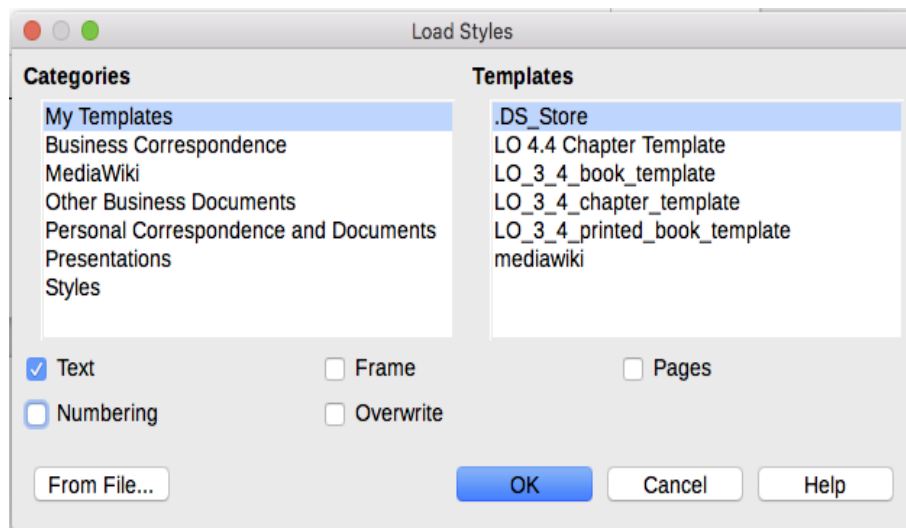 Load Styles
Categories
My Templates
Business Correspondence
MediaWiki
Other Business Documents
Personal Correspondence and Documents
Presentations
Styles
Templates
.DS_Store
LO 4.4 Chapter Template
LO_3_4_book_template
LO_3_4_chapter_template
LO_3_4_printed_book_template
mediawiki
Text Frame Pages
Numbering Overwrite
From File... OK Cancel Help